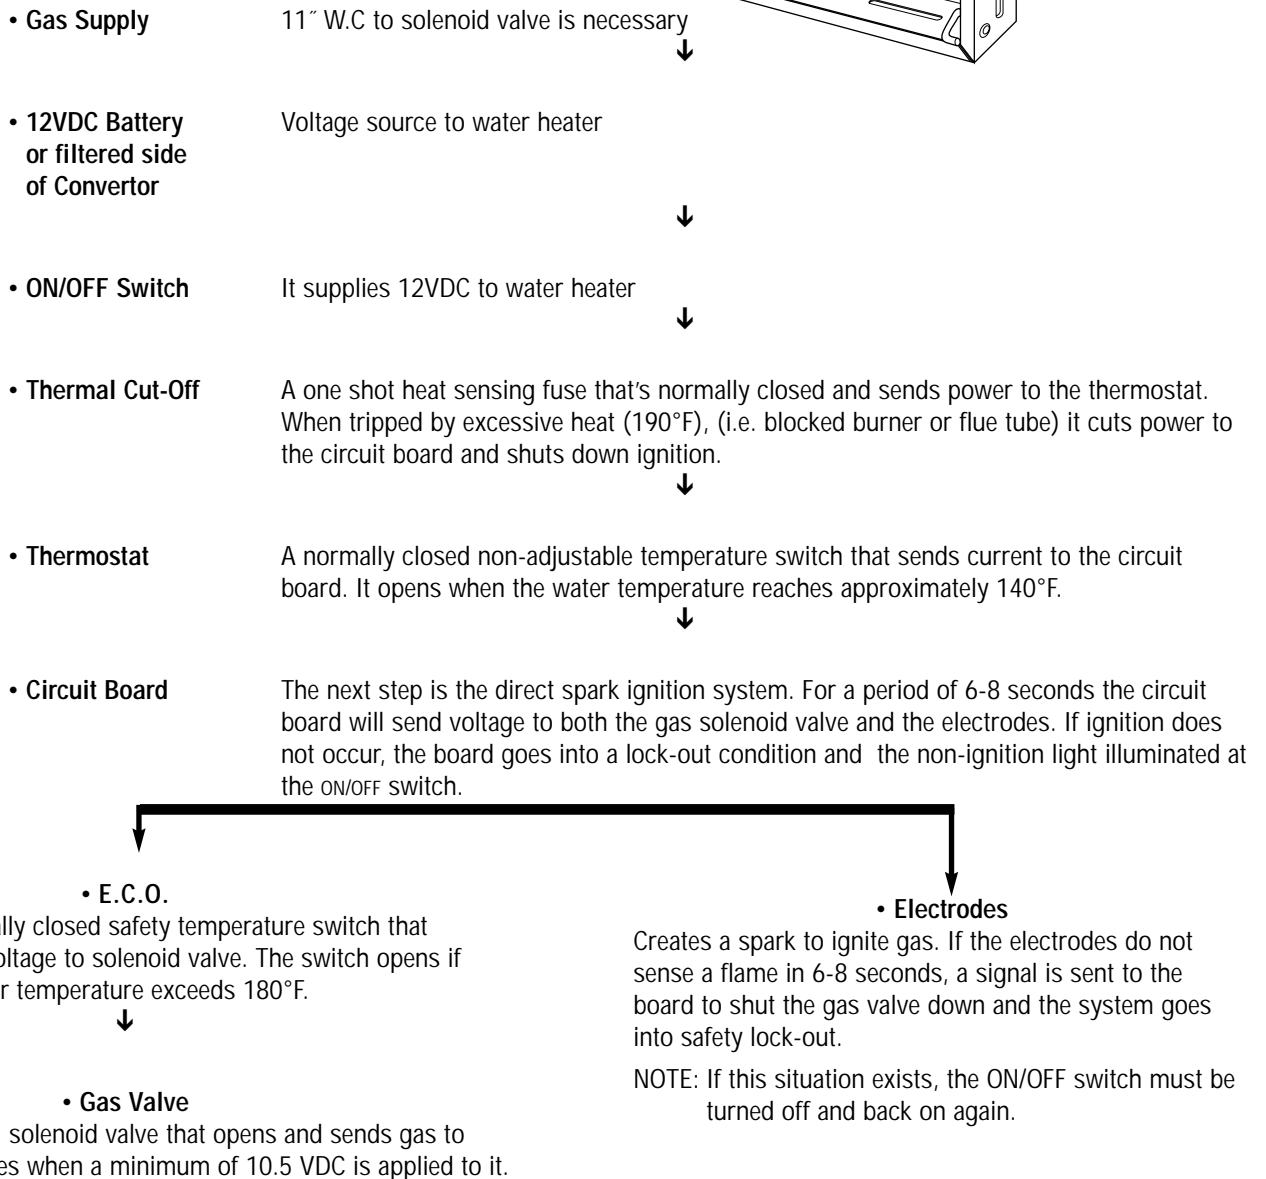 • Gas Supply 11˝ W.C to solenoid valve is necessary
• 12VDC Battery Voltage source to water heater
or filtered side
of Convertor
• ON/OFF Switch It supplies 12VDC to water heater
• Thermal Cut-Off A one shot heat sensing fuse that's normally closed and sends power to the thermostat.
When tripped by excessive heat (190°F), (i.e. blocked burner or flue tube) it cuts power to
the circuit board and shuts down ignition.
• Thermostat A normally closed non-adjustable temperature switch that sends current to the circuit
board. It opens when the water temperature reaches approximately 140°F.
• Circuit Board The next step is the direct spark ignition system. For a period of 6-8 seconds the circuit
board will send voltage to both the gas solenoid valve and the electrodes. If ignition does
not occur, the board goes into a lock-out condition and the non-ignition light illuminated at
the ON/OFF switch.
• E.C.O.
ally closed safety temperature switch that
oltage to solenoid valve. The switch opens if
r temperature exceeds 180°F.
• Gas Valve
solenoid valve that opens and sends gas to
es when a minimum of 10.5 VDC is applied to it.
• Electrodes
Creates a spark to ignite gas. If the electrodes do not
sense a flame in 6-8 seconds, a signal is sent to the
board to shut the gas valve down and the system goes
into safety lock-out.
NOTE: If this situation exists, the ON/OFF switch must be
turned off and back on again.